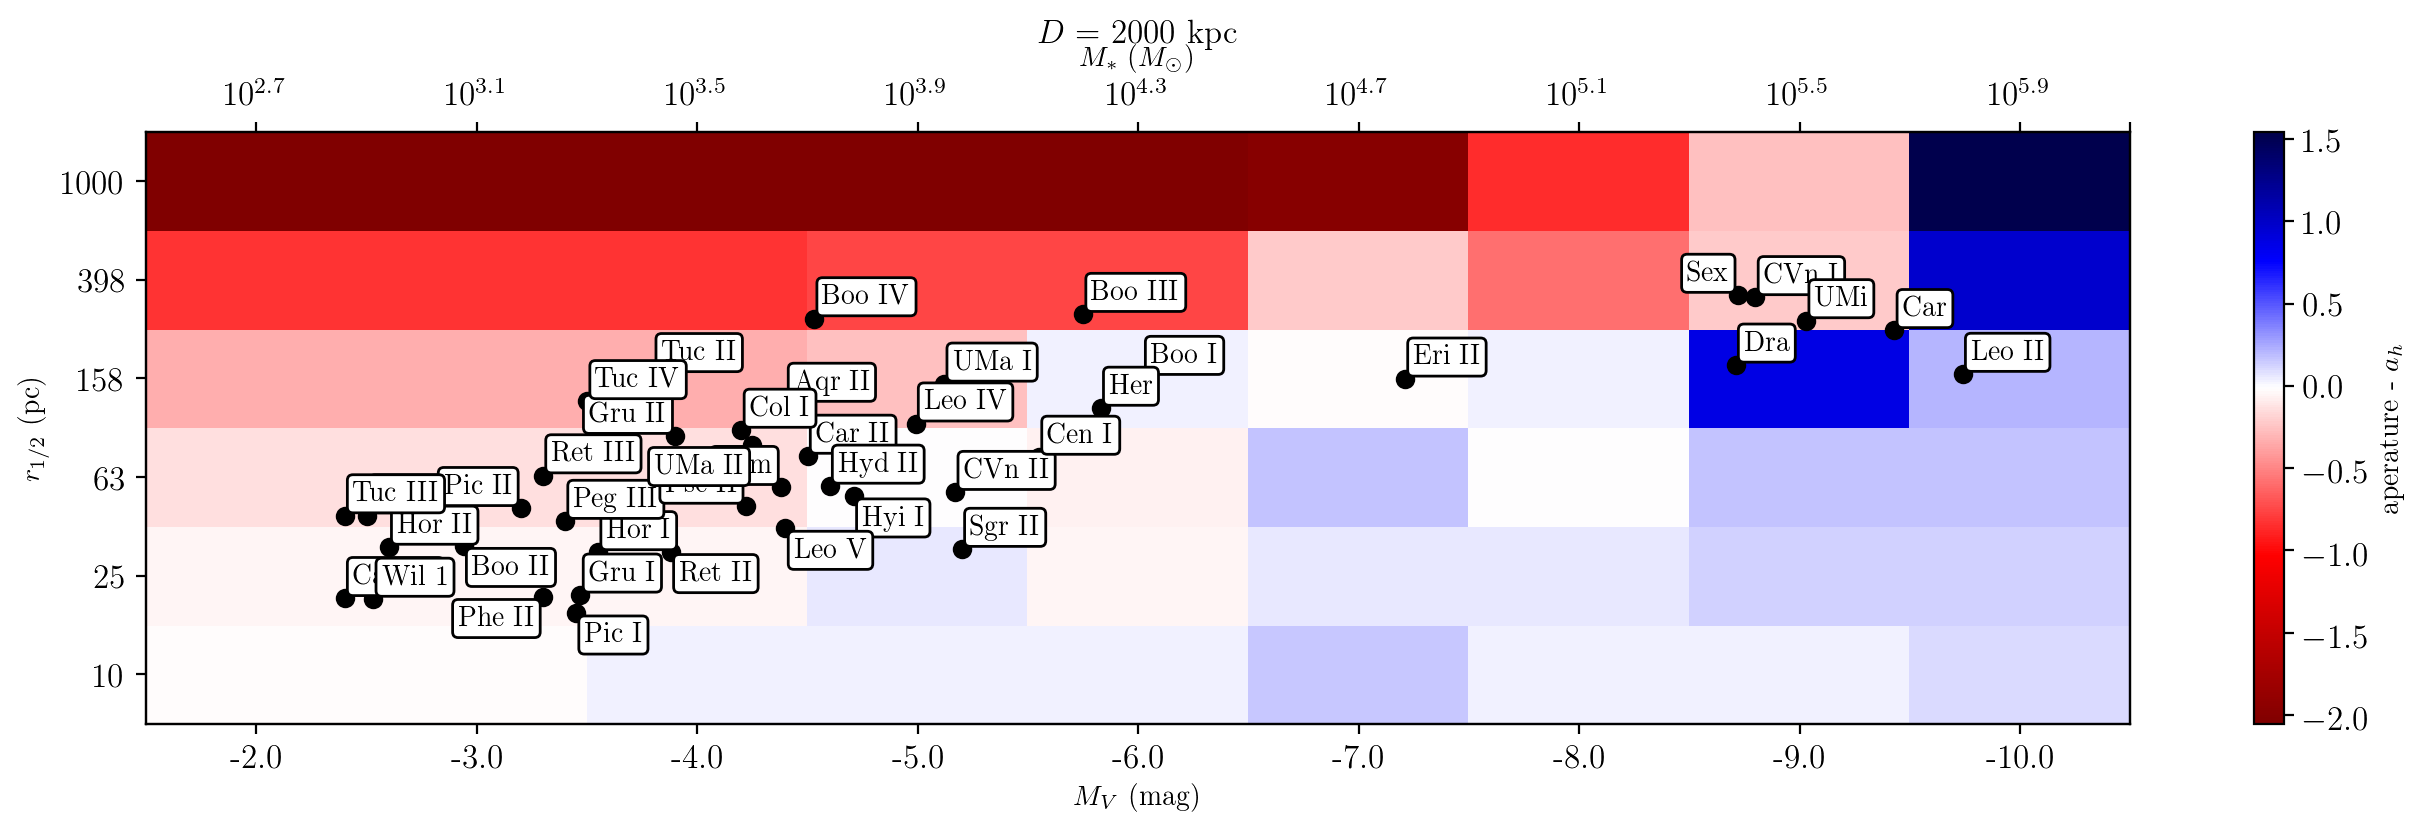 D = 2000 kpc
M* (M⊙)
10^2.7 10^3.1 10^3.5 10^3.9 10^4.3 10^4.7 10^5.1 10^5.5 10^5.9
1000
398
158
63
25
10
r1/2 (pc)
Sex
CVn I
UMi
Car
Boo IV
Boo III
Dra
Leo II
Tuc II
UMa I
Boo I
Eri II
Tuc IV
Aqr II
Her
Gru II
Col I
Leo IV
Ret III
Car II
Cen I
UMa II
Hyd II
CVn II
Tuc III
Pic II
Peg III
Hor II
Hor I
Hyi I
Sgr II
Leo V
Wil 1
Boo II
Gru I
Ret II
Phe II
Pic I
-2.0 -3.0 -4.0 -5.0 -6.0 -7.0 -8.0 -9.0 -10.0
MV (mag)
1.5
1.0
0.5
0.0
−0.5
−1.0
−1.5
−2.0
aperature - ah